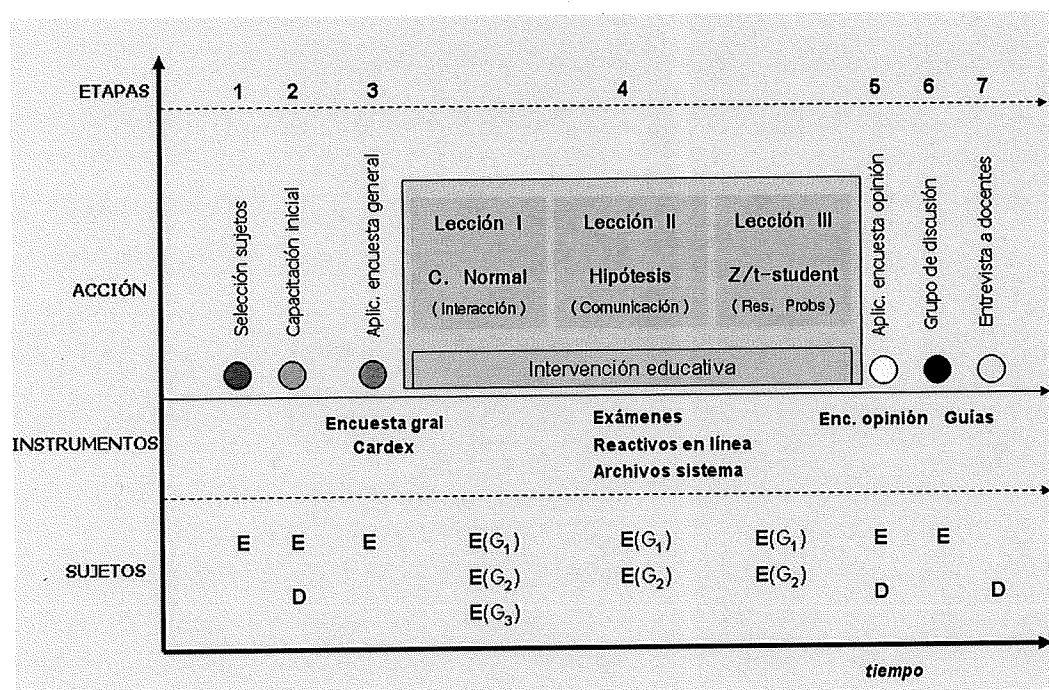 ETAPAS 1 2 3 4 5 6 7
ACCIÓN
Selección sujetos
Capacitación inicial
Aplic. encuesta general
Lección I
C. Normal
(Interacción)
Lección II
Hipótesis
(Comunicación)
Lección III
Z/t-student
(Res. Probs)
Intervención educativa
Aplic. encuesta opinión
Grupo de discusión
Entrevista a docentes
INSTRUMENTOS
Encuesta gral
Cardex
Exámenes
Reactivos en línea
Archivos sistema
Enc. opinión Guías
SUJETOS
E E E E(G₁) E(G₁) E(G₁) E E
D E(G₂) E(G₂) E(G₂) D D
E(G₃)
tiempo